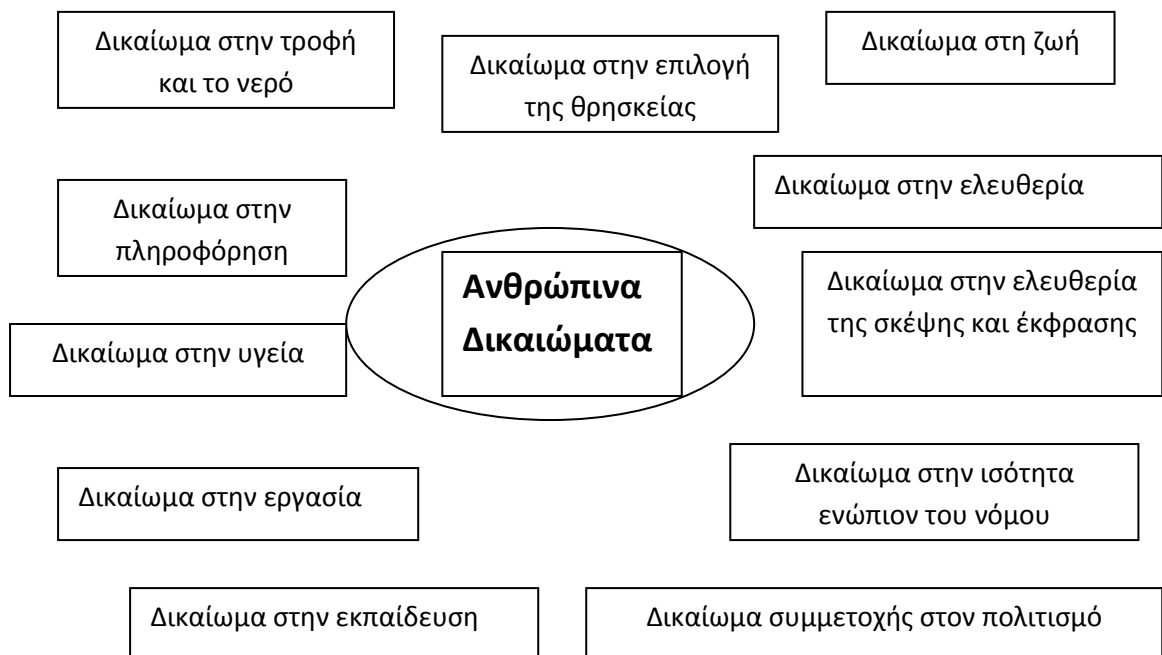 Δικαίωμα στην τροφή
και το νερό
Δικαίωμα στην επιλογή
της θρησκείας
Δικαίωμα στη ζωή
Δικαίωμα στην ελευθερία
Δικαίωμα στην
πληροφόρηση
Ανθρώπινα
Δικαιώματα
Δικαίωμα στην ελευθερία
της σκέψης και έκφρασης
Δικαίωμα στην υγεία
Δικαίωμα στην εργασία
Δικαίωμα στην ισότητα
ενώπιον του νόμου
Δικαίωμα στην εκπαίδευση
Δικαίωμα συμμετοχής στον πολιτισμό